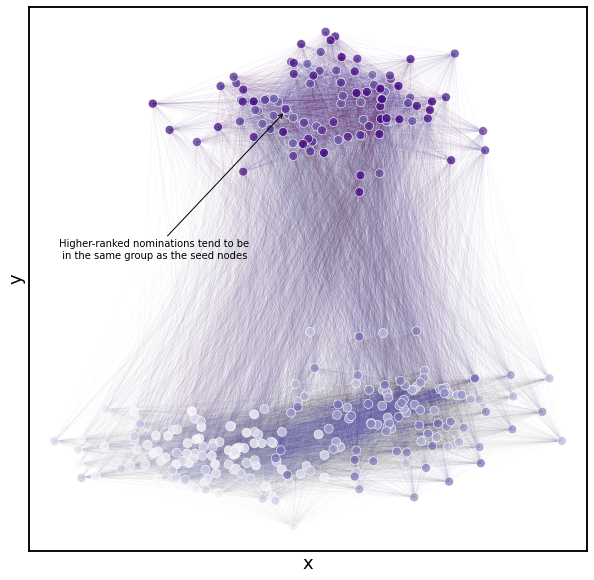 Higher-ranked nominations tend to be
in the same group as the seed nodes
y
x